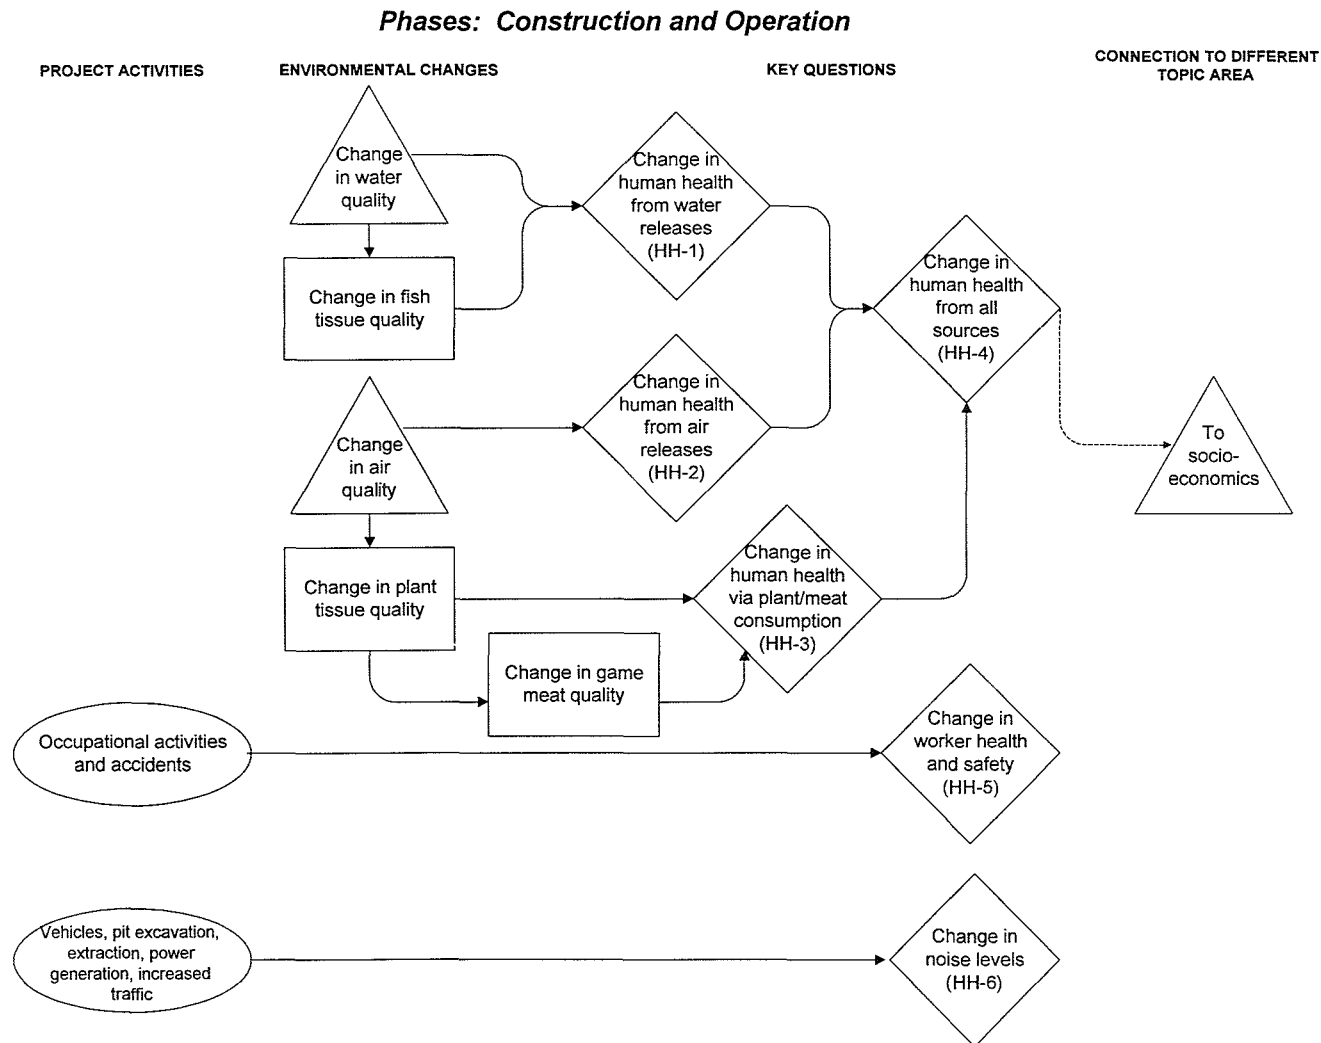 Phases: Construction and Operation
PROJECT ACTIVITIES
ENVIRONMENTAL CHANGES
KEY QUESTIONS
CONNECTION TO DIFFERENT
TOPIC AREA
Change
in water
quality
Change in
human health
from water
releases
(HH-1)
Change in fish
tissue quality
Change in
human health
from all
sources
(HH-4)
Change
in air
quality
Change in
human health
from air
releases
(HH-2)
To
socio-
economics
Change in plant
tissue quality
Change in
human health
via plant/meat
consumption
(HH-3)
Change in game
meat quality
Occupational activities
and accidents
Change in
worker health
and safety
(HH-5)
Vehicles, pit excavation,
extraction, power
generation, increased
traffic
Change in
noise levels
(HH-6)